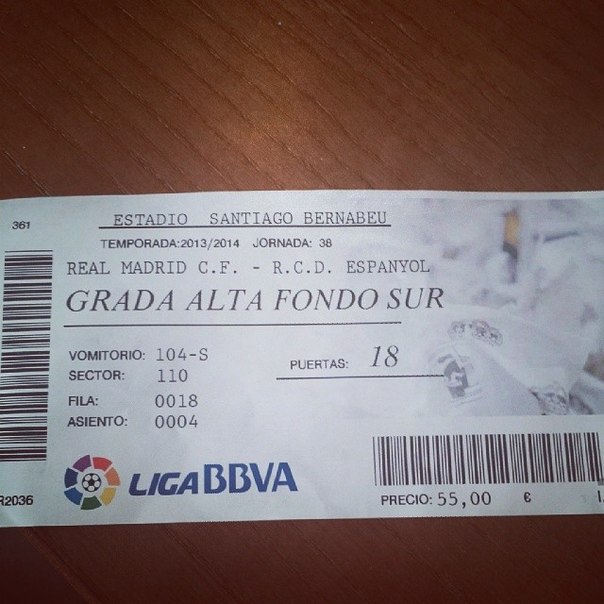 361
ESTADIO SANTIAGO BERNABEU
TEMPORADA:2013/2014 JORNADA: 38
REAL MADRID C.F. - R.C.D. ESPANYOL
GRADA ALTA FONDO SUR
VOMITORIO: 104-S
SECTOR: 110
PUERTAS: 18
FILA: 0018
ASIENTO: 0004
LIGA BBVA
R2036
PRECIO: 55,00 €